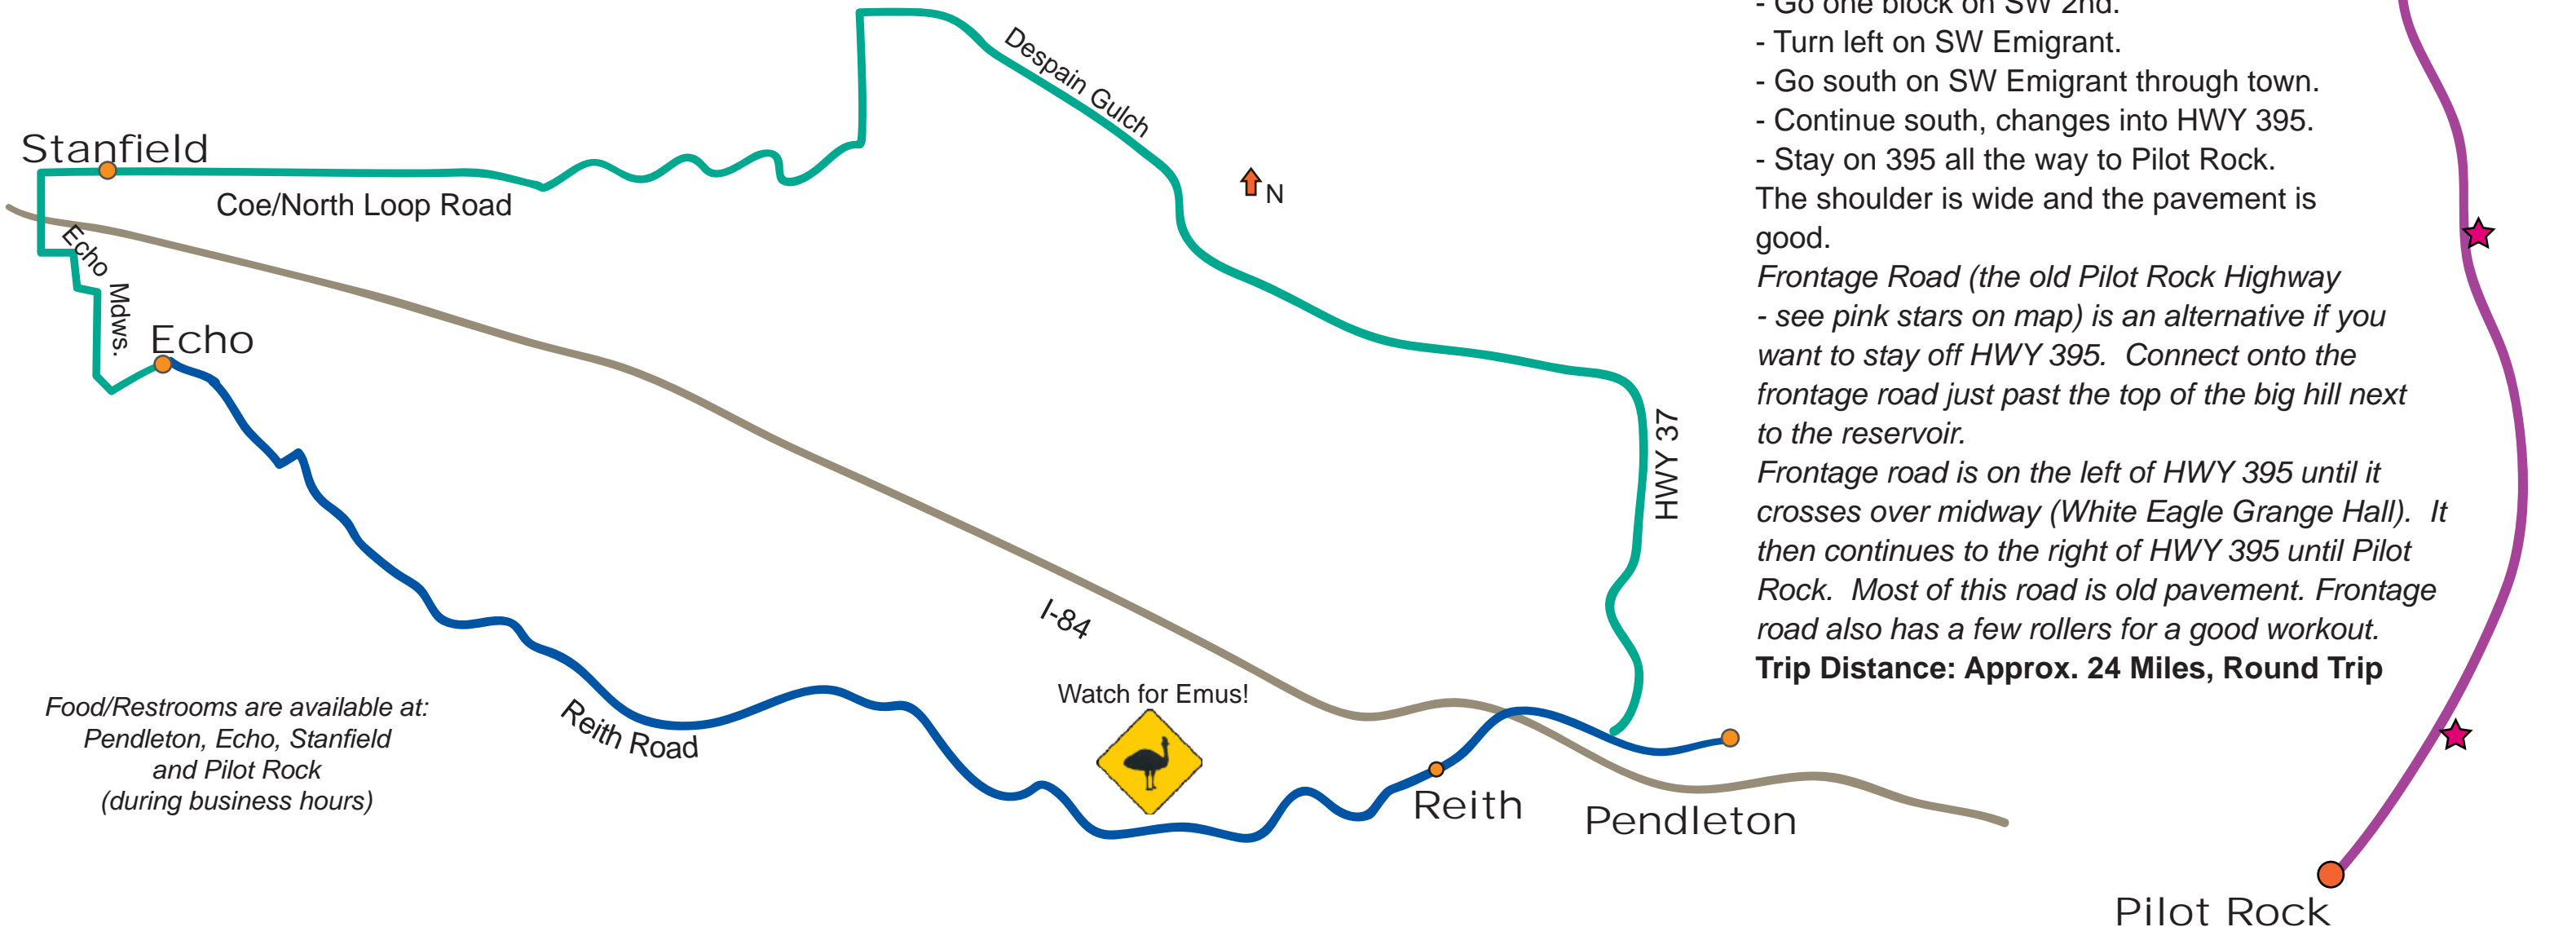 Despain Gulch
Stanfield
N
Coe/North Loop Road
Echo Mdws.
Echo
HWY 37
I-84
Watch for Emus!
Reith Road
Food/Restrooms are available at:
Pendleton, Echo, Stanfield
and Pilot Rock
(during business hours)
Reith
Pendleton
- Go one block on SW 2nd.
- Turn left on SW Emigrant.
- Go south on SW Emigrant through town.
- Continue south, changes into HWY 395.
- Stay on 395 all the way to Pilot Rock.
The shoulder is wide and the pavement is
good.
Frontage Road (the old Pilot Rock Highway
- see pink stars on map) is an alternative if you
want to stay off HWY 395.  Connect onto the
frontage road just past the top of the big hill next
to the reservoir.
Frontage road is on the left of HWY 395 until it
crosses over midway (White Eagle Grange Hall).  It
then continues to the right of HWY 395 until Pilot
Rock.  Most of this road is old pavement. Frontage
road also has a few rollers for a good workout.
Trip Distance: Approx. 24 Miles, Round Trip
Pilot Rock